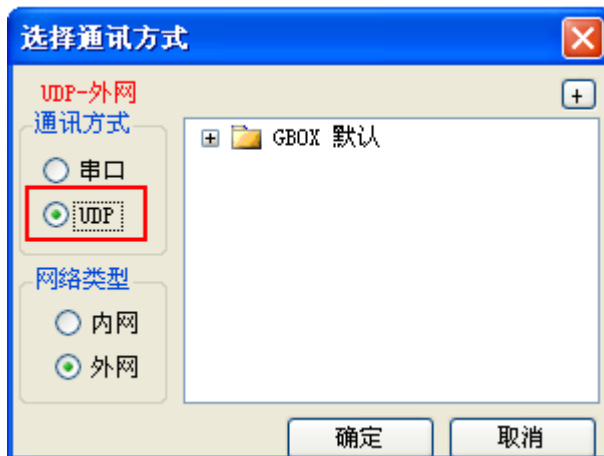 选择通讯方式
UDP-外网
+
通讯方式
串口
UDP
GBOX 默认
网络类型
内网
外网
确定
取消